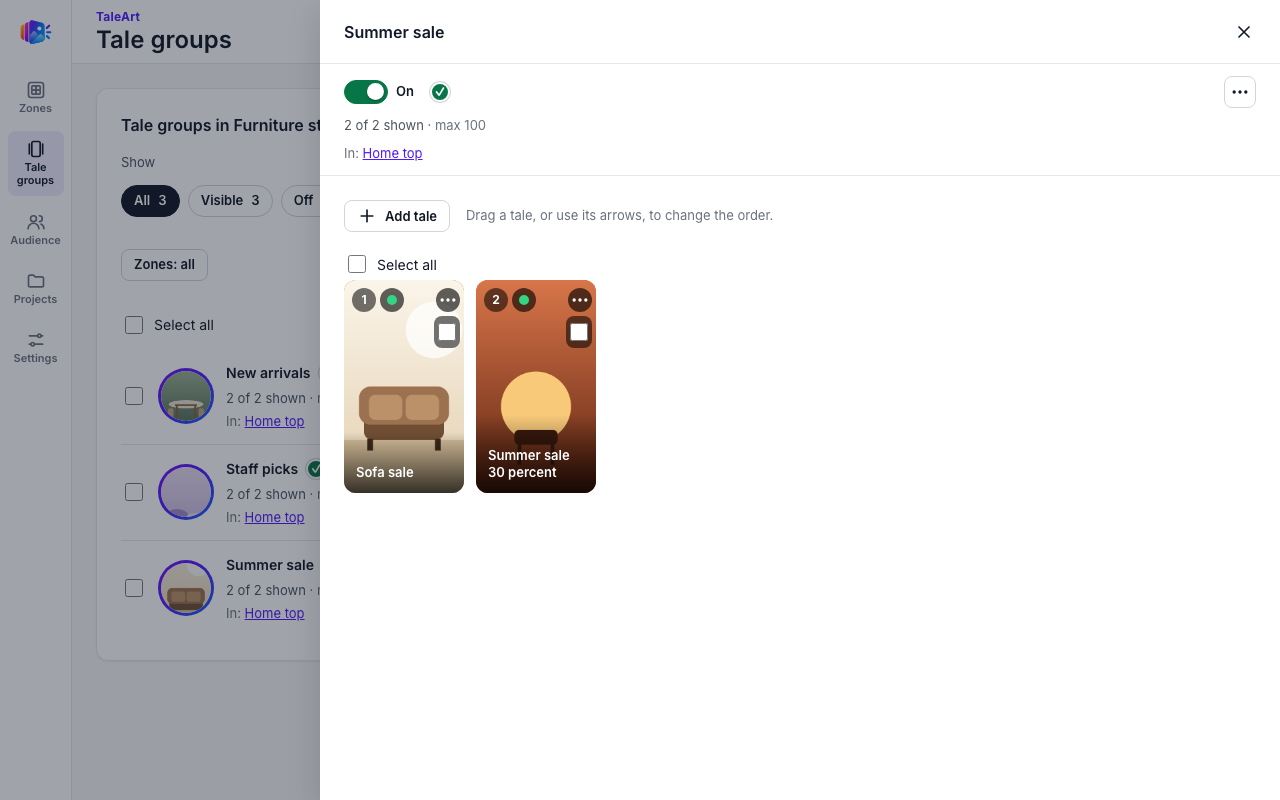 TaleArt
Tale groups
Zones
Tale groups
Audience
Projects
Settings
Tale groups in Furniture st
Show
All 3
Visible 3
Off
Zones: all
Select all
New arrivals
2 of 2 shown ·
In: Home top
Staff picks
2 of 2 shown ·
In: Home top
Summer sale
2 of 2 shown ·
In: Home top
Summer sale
On
2 of 2 shown · max 100
In: Home top
Add tale
Drag a tale, or use its arrows, to change the order.
Select all
1
Sofa sale
2
Summer sale
30 percent